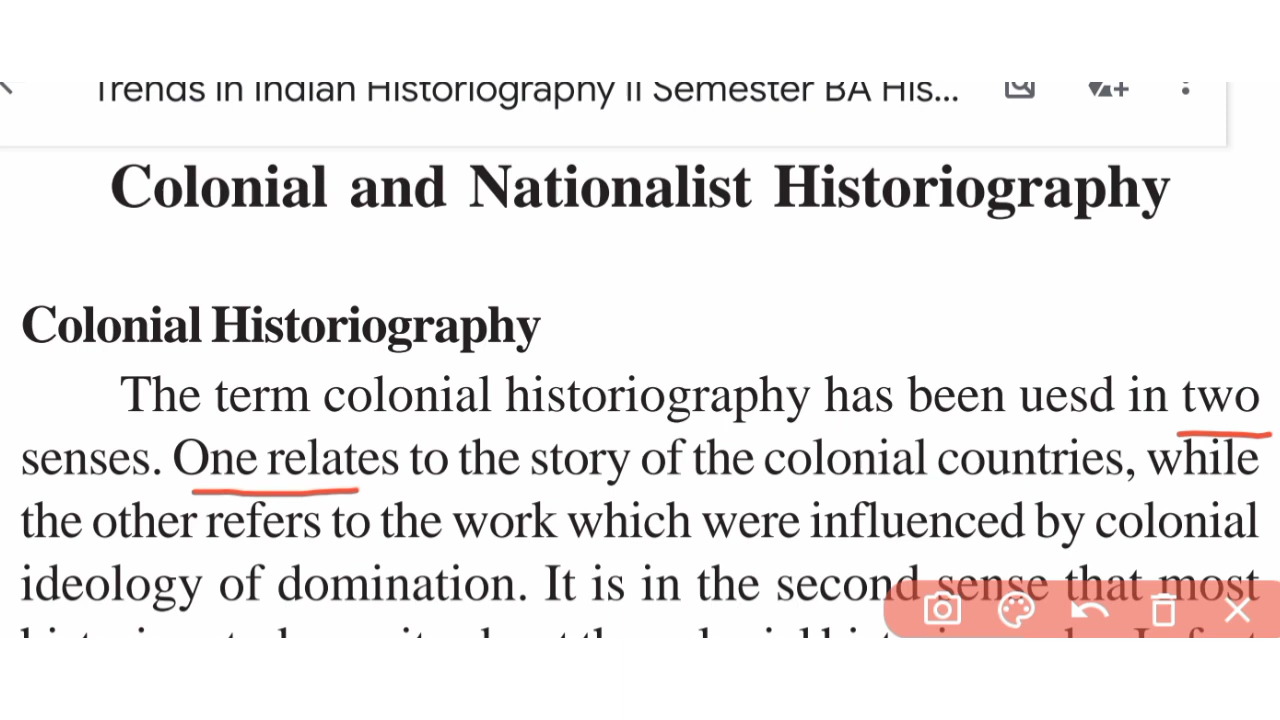 Trends in Indian Historiography II Semester BA His...
Colonial and Nationalist Historiography
Colonial Historiography
The term colonial historiography has been uesd in two
senses. One relates to the story of the colonial countries, while
the other refers to the work which were influenced by colonial
ideology of domination. It is in the second sense that most